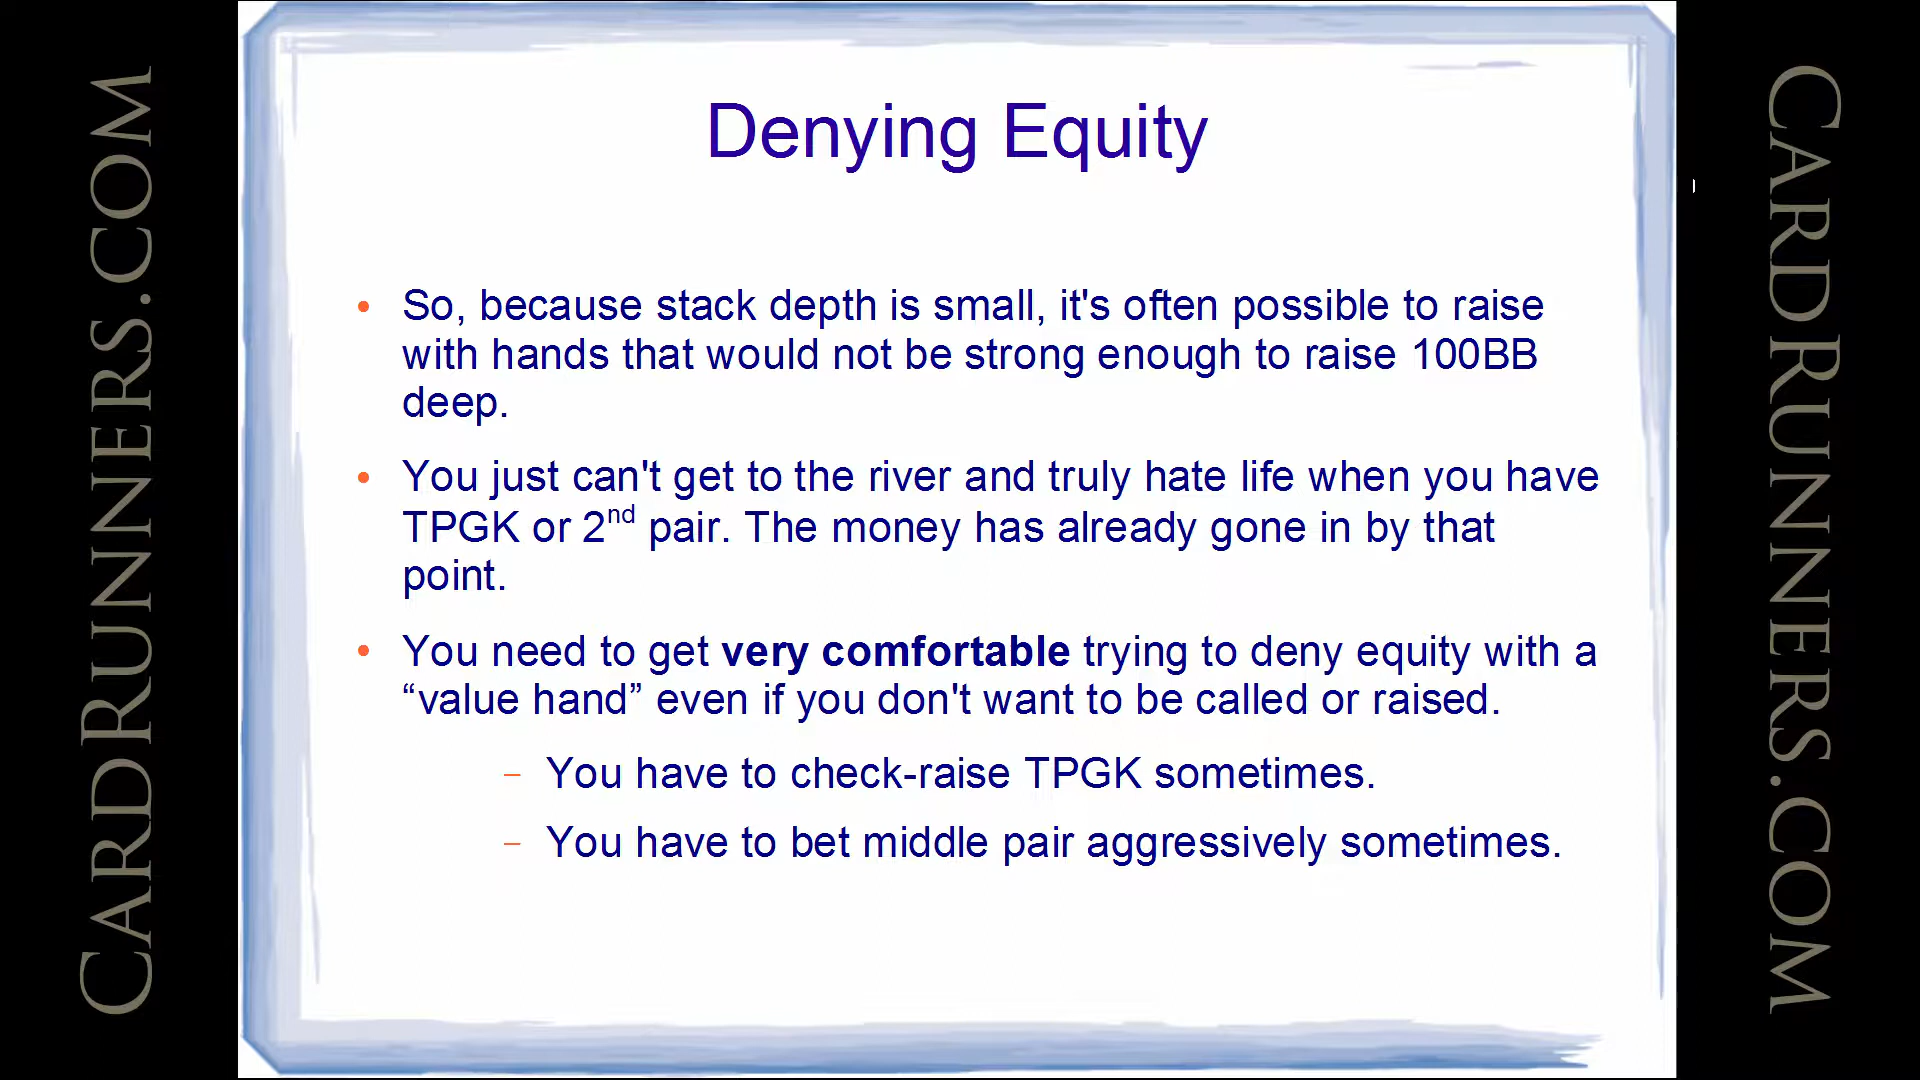 CARDRUNNERS.COM
Denying Equity
• So, because stack depth is small, it's often possible to raise
with hands that would not be strong enough to raise 100BB
deep.
• You just can't get to the river and truly hate life when you have
TPGK or 2nd pair. The money has already gone in by that
point.
• You need to get very comfortable trying to deny equity with a
“value hand” even if you don't want to be called or raised.
– You have to check-raise TPGK sometimes.
– You have to bet middle pair aggressively sometimes.
CARDRUNNERS.COM